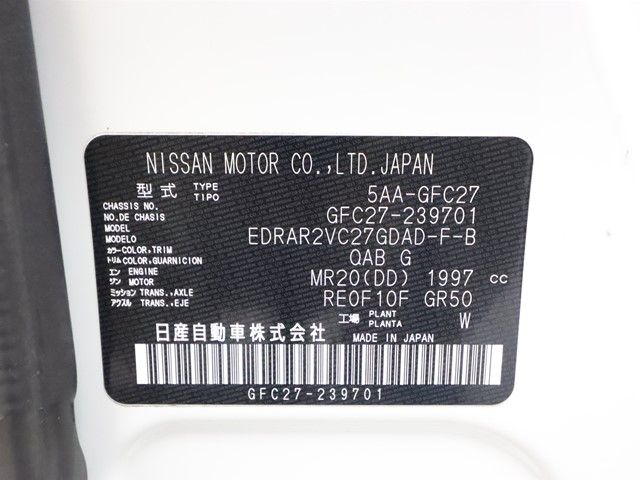 NISSAN MOTOR CO.,LTD.JAPAN
型式 TYPE TIPO 5AA-GFC27
CHASSIS NO. NO.DE CHASIS GFC27-239701
MODEL MODELO EDRAR2VC27GDAD-F-B
カラー COLOR,TRIM トリム COLOR,GUARNICION QAB G
エンジン ENGINE MOTOR MR20(DD) 1997 cc
ミッション TRANS.,AXLE アクスル TRANS.,EJE RE0F10F GR50
工場 PLANT PLANTA W
日産自動車株式会社
GFC27-239701